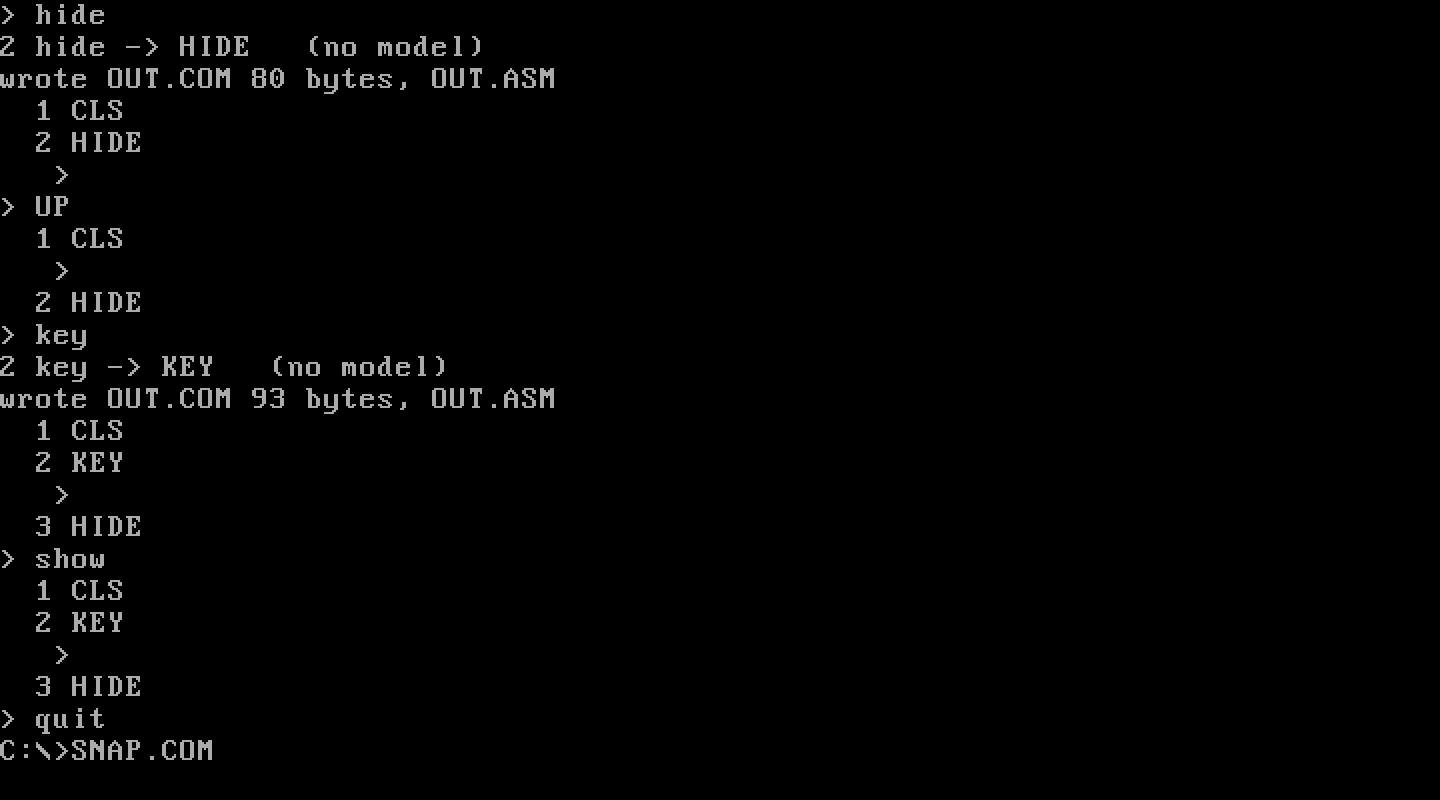 > hide
2 hide -> HIDE   (no model)
wrote OUT.COM 80 bytes, OUT.ASM
  1 CLS
  2 HIDE
   >
> UP
  1 CLS
   >
  2 HIDE
> key
2 key -> KEY   (no model)
wrote OUT.COM 93 bytes, OUT.ASM
  1 CLS
  2 KEY
   >
  3 HIDE
> show
  1 CLS
  2 KEY
   >
  3 HIDE
> quit
C:\>SNAP.COM